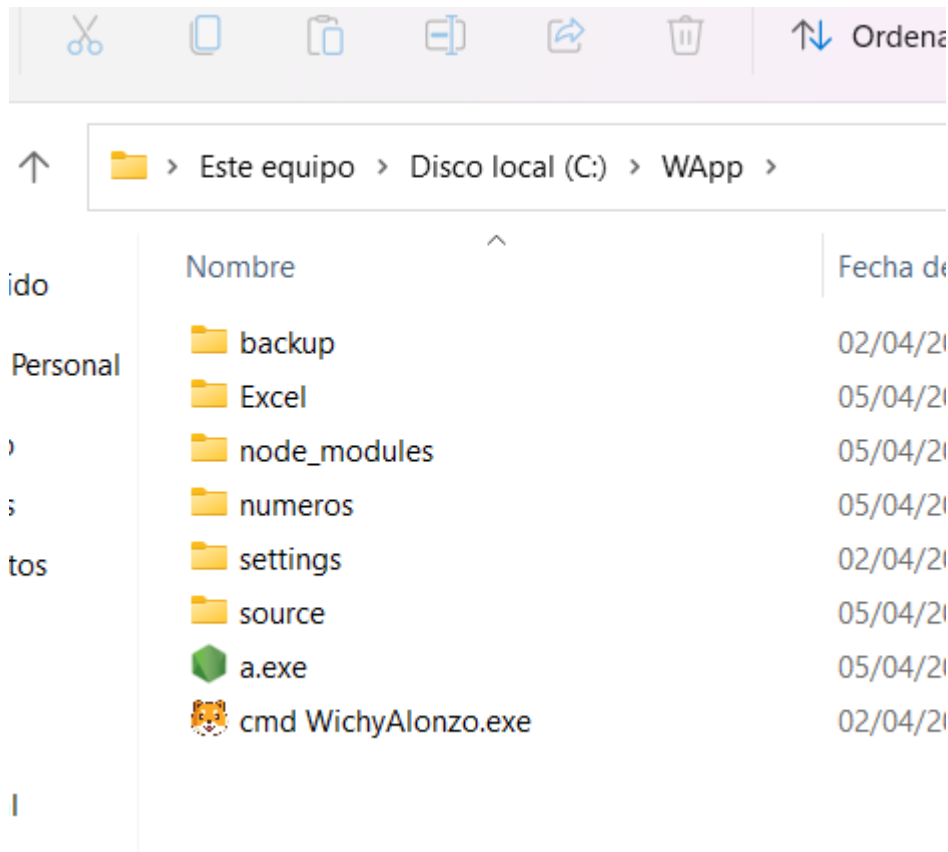 Ordena
Este equipo > Disco local (C:) > WApp >
Nombre
Fecha de
ido
backup
02/04/20
Personal
Excel
05/04/20
node_modules
05/04/20
numeros
05/04/20
settings
02/04/20
tos
source
05/04/20
a.exe
05/04/20
cmd WichyAlonzo.exe
02/04/20